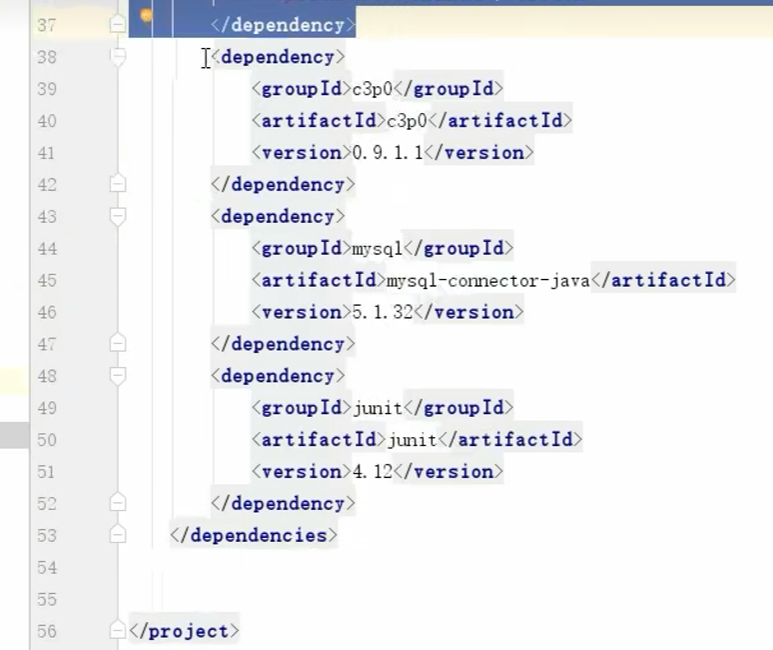 37 </dependency>
38 <dependency>
39 <groupId>c3p0</groupId>
40 <artifactId>c3p0</artifactId>
41 <version>0.9.1.1</version>
42 </dependency>
43 <dependency>
44 <groupId>mysql</groupId>
45 <artifactId>mysql-connector-java</artifactId>
46 <version>5.1.32</version>
47 </dependency>
48 <dependency>
49 <groupId>junit</groupId>
50 <artifactId>junit</artifactId>
51 <version>4.12</version>
52 </dependency>
53 </dependencies>
54
55
56 </project>